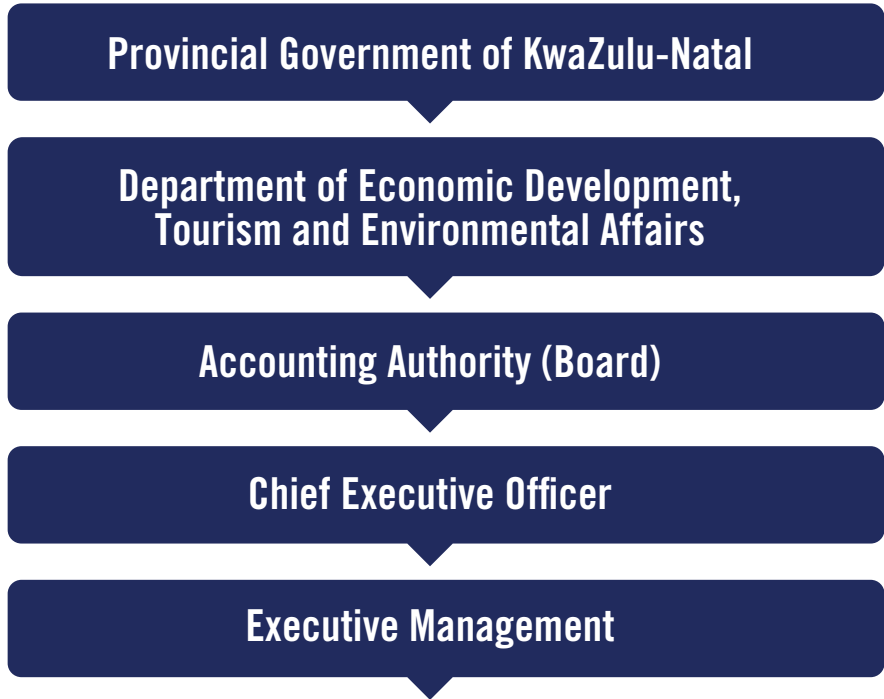 Provincial Government of KwaZulu-Natal
Department of Economic Development,
Tourism and Environmental Affairs
Accounting Authority (Board)
Chief Executive Officer
Executive Management